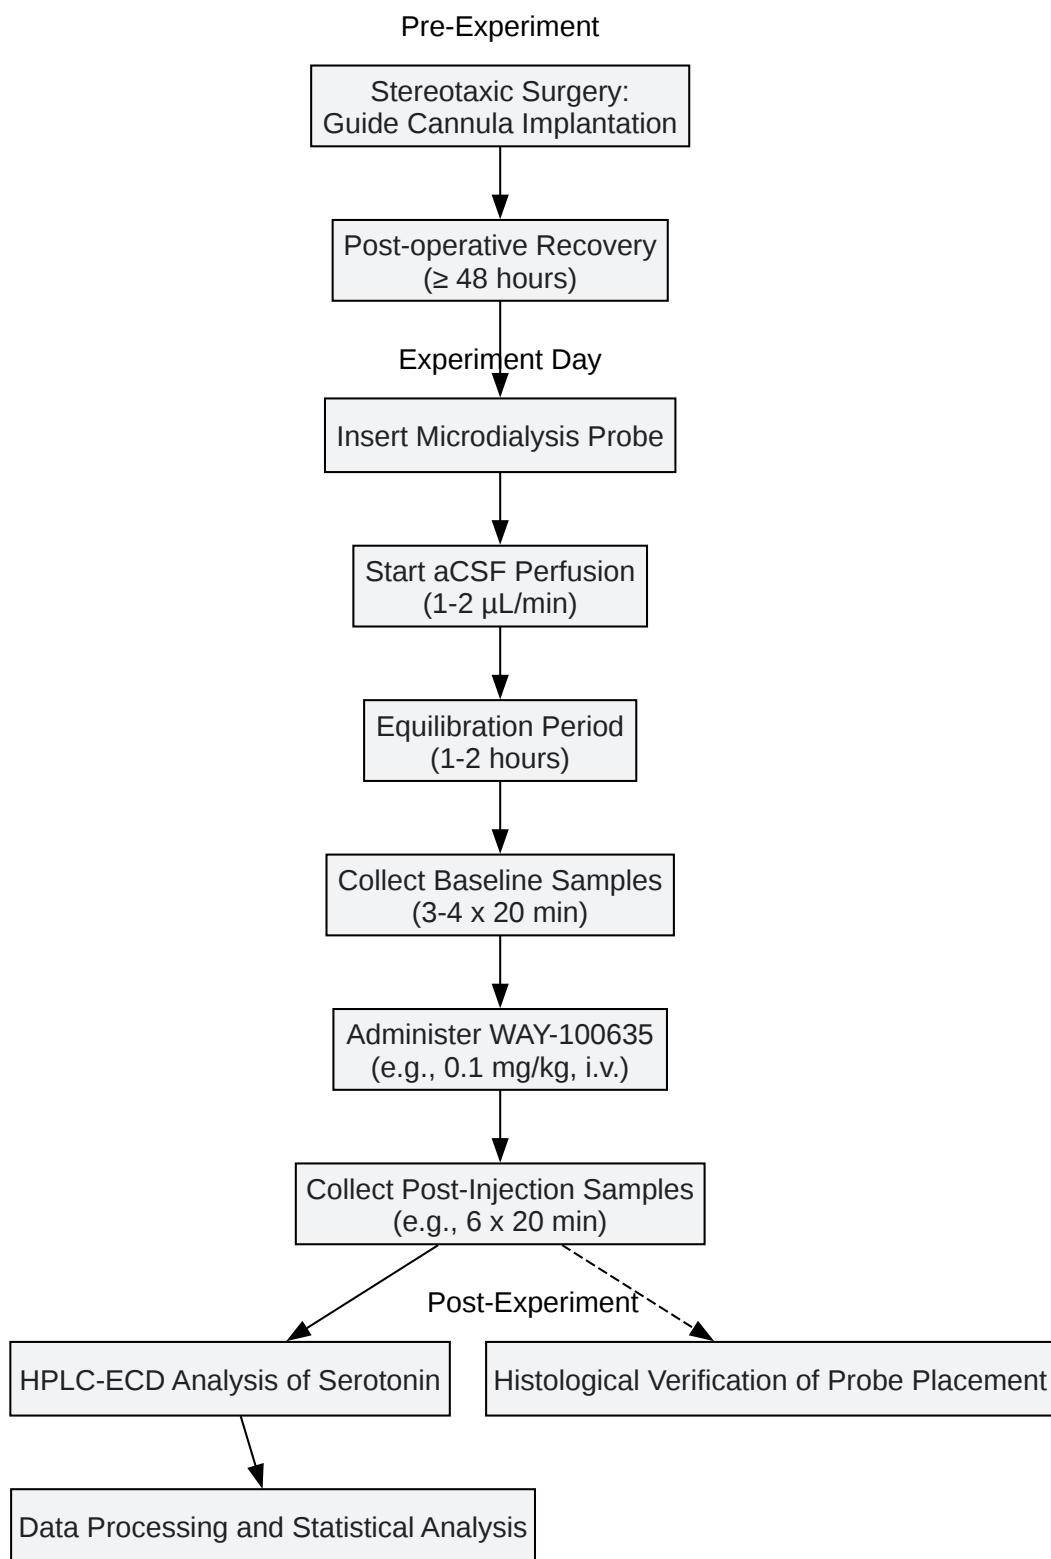 Pre-Experiment
Stereotaxic Surgery:
Guide Cannula Implantation
Post-operative Recovery
(≥ 48 hours)
Experiment Day
Insert Microdialysis Probe
Start aCSF Perfusion
(1-2 µL/min)
Equilibration Period
(1-2 hours)
Collect Baseline Samples
(3-4 x 20 min)
Administer WAY-100635
(e.g., 0.1 mg/kg, i.v.)
Collect Post-Injection Samples
(e.g., 6 x 20 min)
Post-Experiment
HPLC-ECD Analysis of Serotonin
Histological Verification of Probe Placement
Data Processing and Statistical Analysis